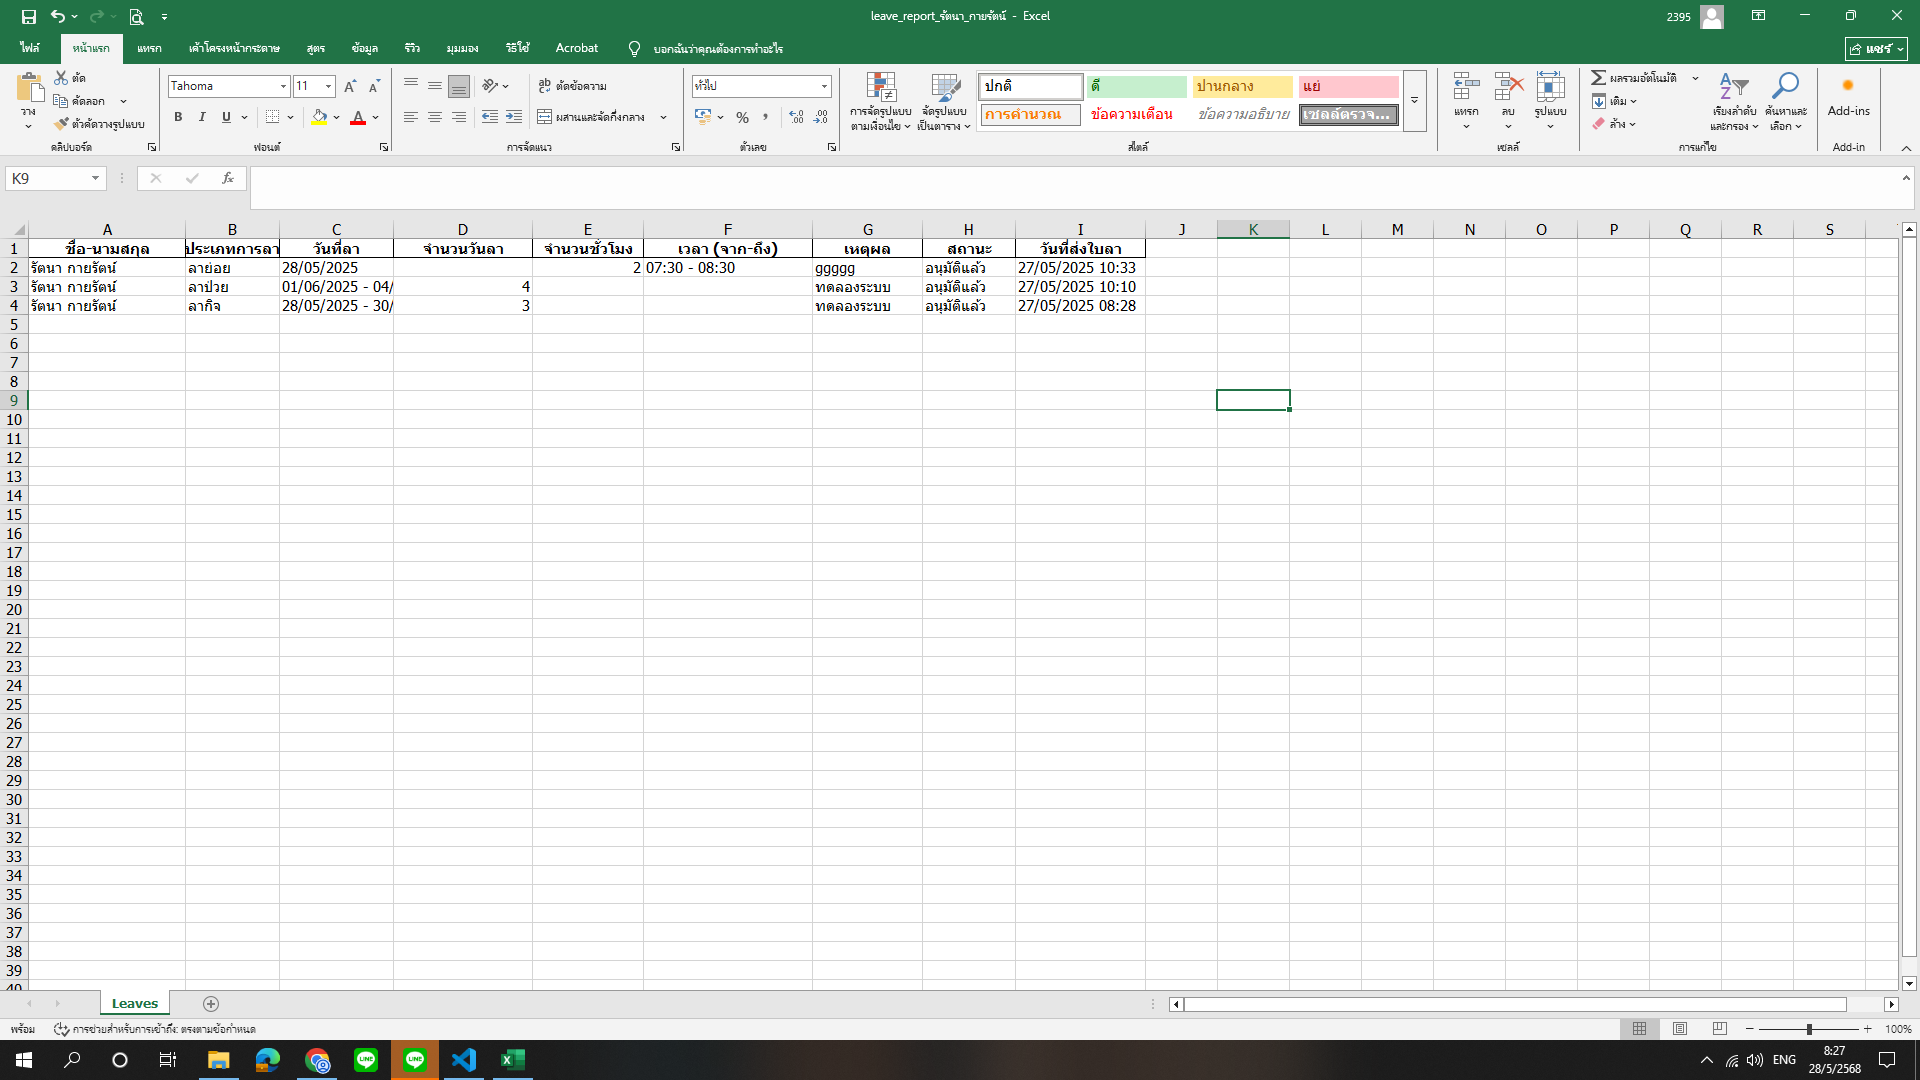 leave_report_รัตนา_กายรัตน์ - Excel
2395
ไฟล์ หน้าแรก แทรก เค้าโครงหน้ากระดาษ สูตร ข้อมูล รีวิว มุมมอง วิธีใช้ Acrobat บอกฉันว่าคุณต้องการทำอะไร แชร์
วาง
ตัด
คัดลอก
ตัวคัดวางรูปแบบ
คลิปบอร์ด
Tahoma 11
B I U
ฟอนต์
ab ตัดข้อความ
ผสานและจัดกึ่งกลาง
การจัดแนว
ทั่วไป
% ,
ตัวเลข
การจัดรูปแบบ
ตามเงื่อนไข
จัดรูปแบบ
เป็นตาราง
ปกติ ดี ปานกลาง แย่
การคำนวณ ข้อความเตือน ข้อความอธิบาย เซลล์ตรวจ...
สไตล์
แทรก ลบ รูปแบบ
เซลล์
ผลรวมอัตโนมัติ
เติม
ล้าง
เรียงลำดับ
และกรอง
ค้นหาและ
เลือก
การแก้ไข
Add-ins
Add-in
K9 fx
A B C D E F G H I J K L M N O P Q R S
1 ชื่อ-นามสกุล ประเภทการลา วันที่ลา จำนวนวันลา จำนวนชั่วโมง เวลา (จาก-ถึง) เหตุผล สถานะ วันที่ส่งใบลา
2 รัตนา กายรัตน์ ลาย่อย 28/05/2025 2 07:30 - 08:30 ggggg อนุมัติแล้ว 27/05/2025 10:33
3 รัตนา กายรัตน์ ลาป่วย 01/06/2025 - 04/ 4 ทดลองระบบ อนุมัติแล้ว 27/05/2025 10:10
4 รัตนา กายรัตน์ ลากิจ 28/05/2025 - 30/ 3 ทดลองระบบ อนุมัติแล้ว 27/05/2025 08:28
5
6
7
8
9
10
11
12
13
14
15
16
17
18
19
20
21
22
23
24
25
26
27
28
29
30
31
32
33
34
35
36
37
38
39
40
Leaves
พร้อม การช่วยสำหรับการเข้าถึง: ตรงตามข้อกำหนด 100%
ENG
8:27
28/5/2568